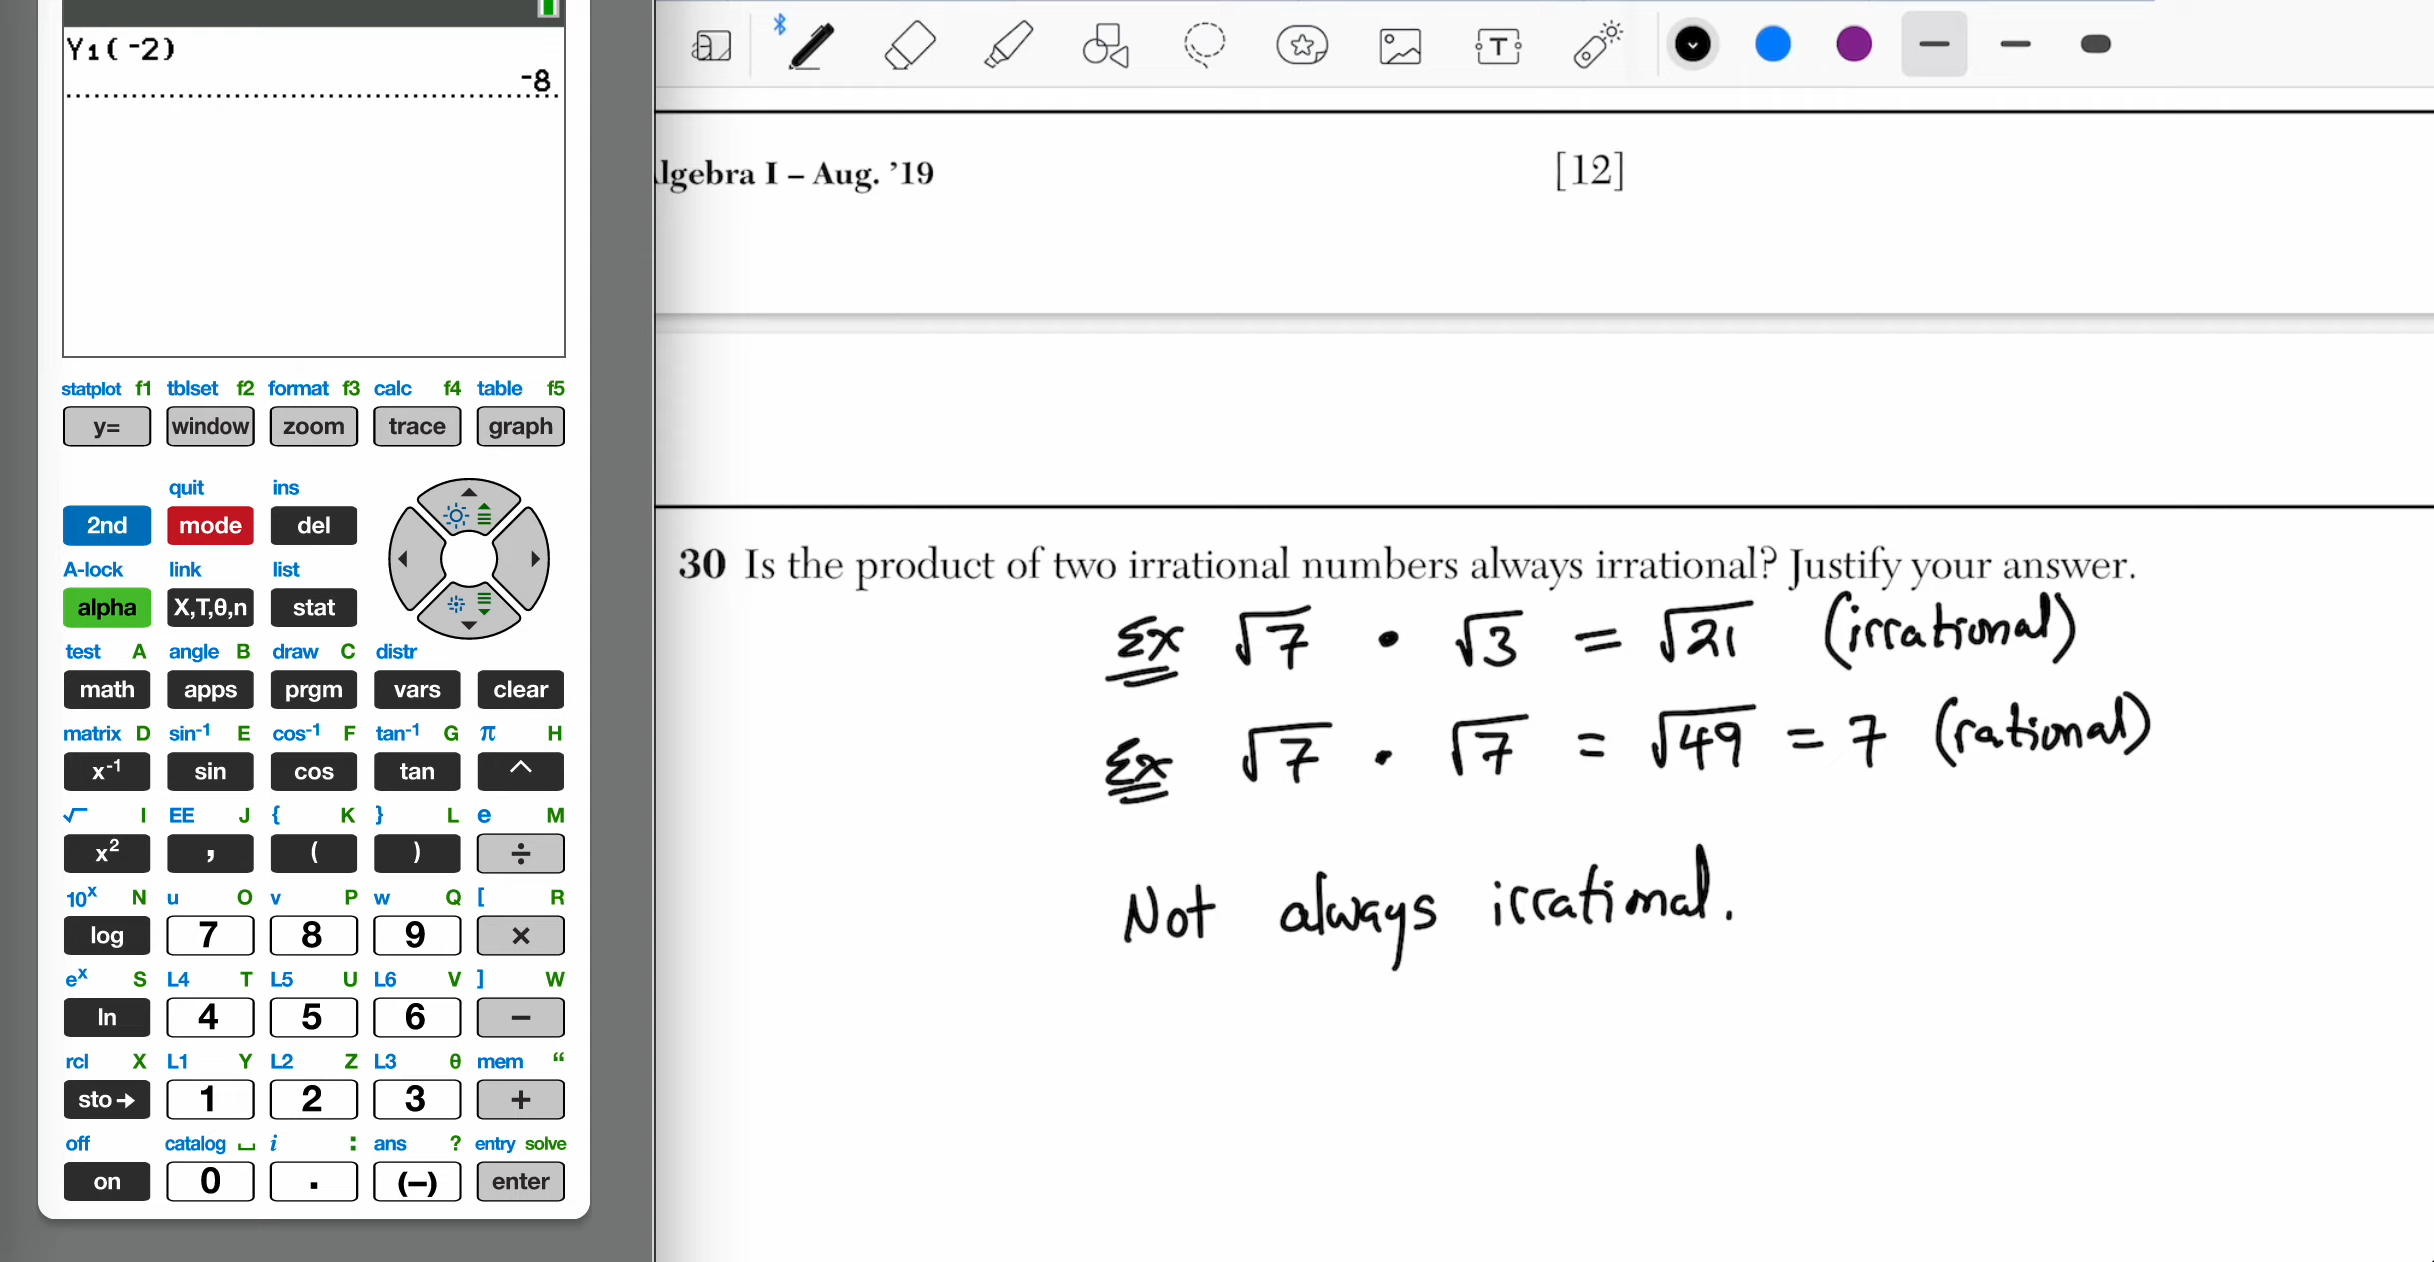 Y₁(-2)
-8
statplot f1 tblset f2 format f3 calc f4 table f5
y= window zoom trace graph
quit ins
2nd mode del
A-lock link list
alpha X,T,θ,n stat
test A angle B draw C distr
math apps prgm vars clear
matrix D sin⁻¹ E cos⁻¹ F tan⁻¹ G π H
x⁻¹ sin cos tan ^
√ I EE J { K } L e M
x² , ( ) ÷
10ˣ N u O v P w Q [ R
log 7 8 9 ×
eˣ S L4 T L5 U L6 V ] W
ln 4 5 6 −
rcl X L1 Y L2 Z L3 θ mem “
sto→ 1 2 3 +
off catalog ⎵ i : ans ? entry solve
on 0 . (–) enter
a
T
lgebra I – Aug. ’19 [12]
30 Is the product of two irrational numbers always irrational? Justify your answer.
Ex √7 • √3 = √21 (irrational)
Ex √7 • √7 = √49 = 7 (rational)
Not always irrational.